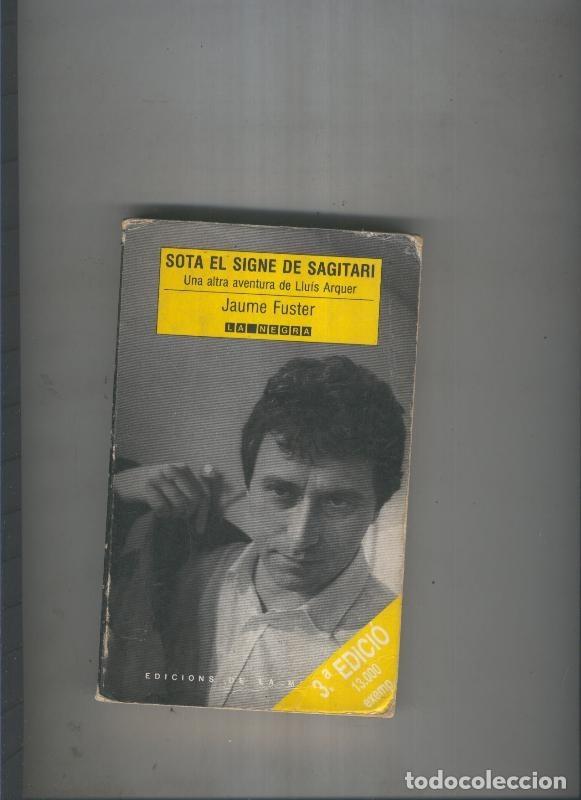 SOTA EL SIGNE DE SAGITARI
Una altra aventura de Lluís Arquer
Jaume Fuster
LA NEGRA
EDICIONS DE LA M
3.ª EDICIÓ
13.000
exemp
todocoleccion.net